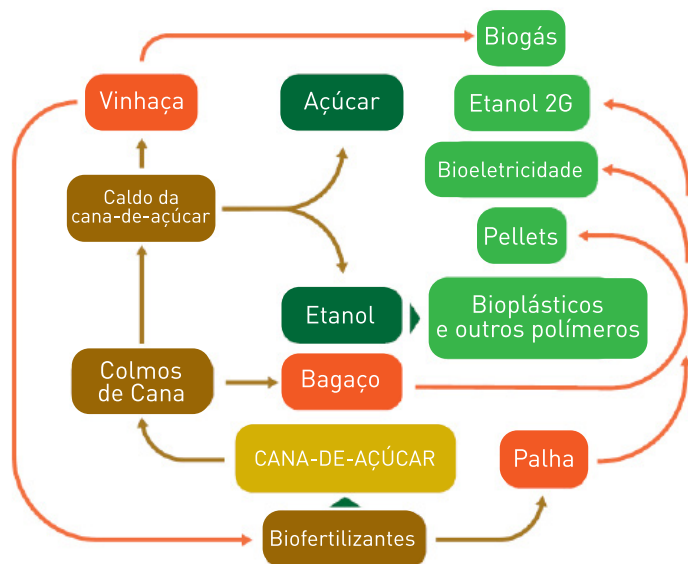 Biogás
Vinhaça
Açúcar
Etanol 2G
Bioeletricidade
Caldo da
cana-de-açúcar
Pellets
Etanol
Bioplásticos
e outros polímeros
Colmos
de Cana
Bagaço
CANA-DE-AÇÚCAR
Palha
Biofertilizantes